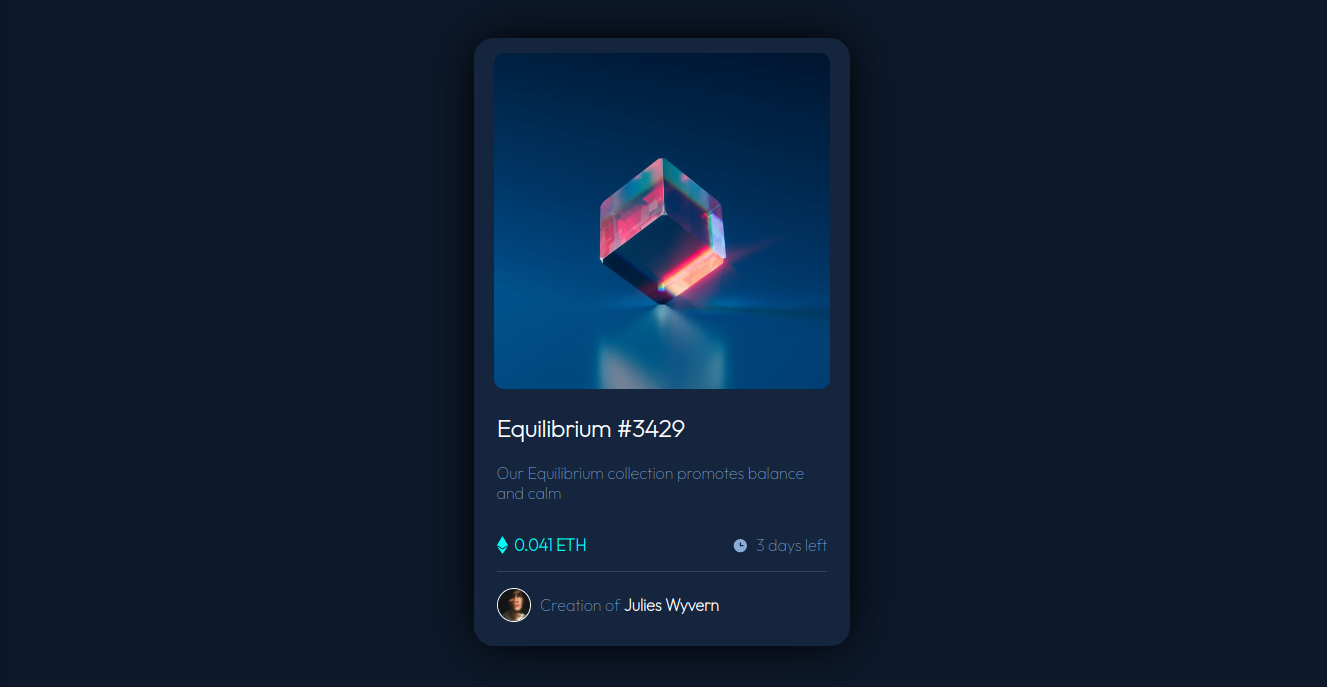 Equilibrium #3429
Our Equilibrium collection promotes balance
and calm
0.041 ETH
3 days left
Creation of Julies Wyvern